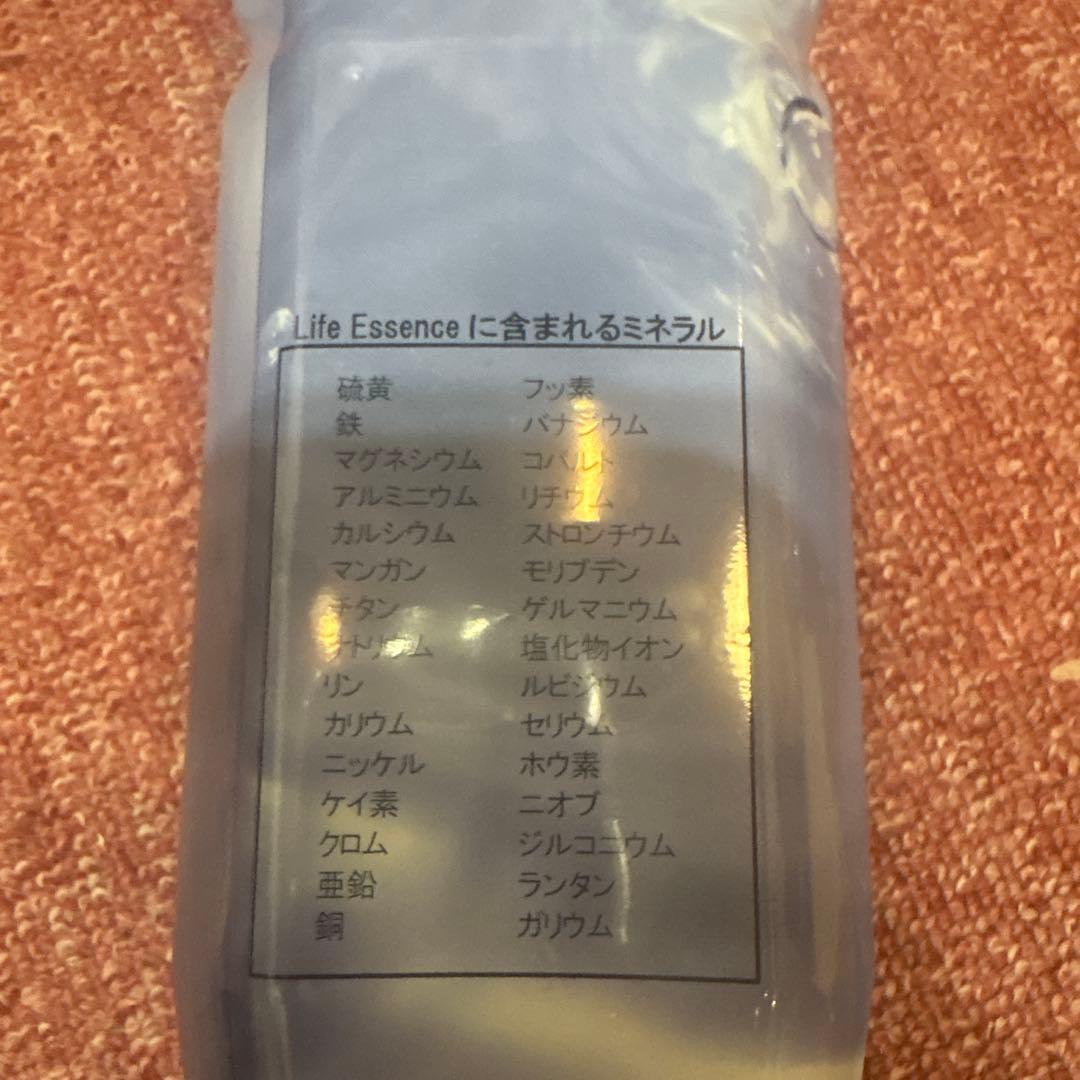 Life Essence に含まれるミネラル
硫黄
鉄
マグネシウム
アルミニウム
カルシウム
マンガン
チタン
ナトリウム
リン
カリウム
ニッケル
ケイ素
クロム
亜鉛
銅
フッ素
バナジウム
コバルト
リチウム
ストロンチウム
モリブデン
ゲルマニウム
塩化物イオン
ルビジウム
セリウム
ホウ素
ニオブ
ジルコニウム
ランタン
ガリウム